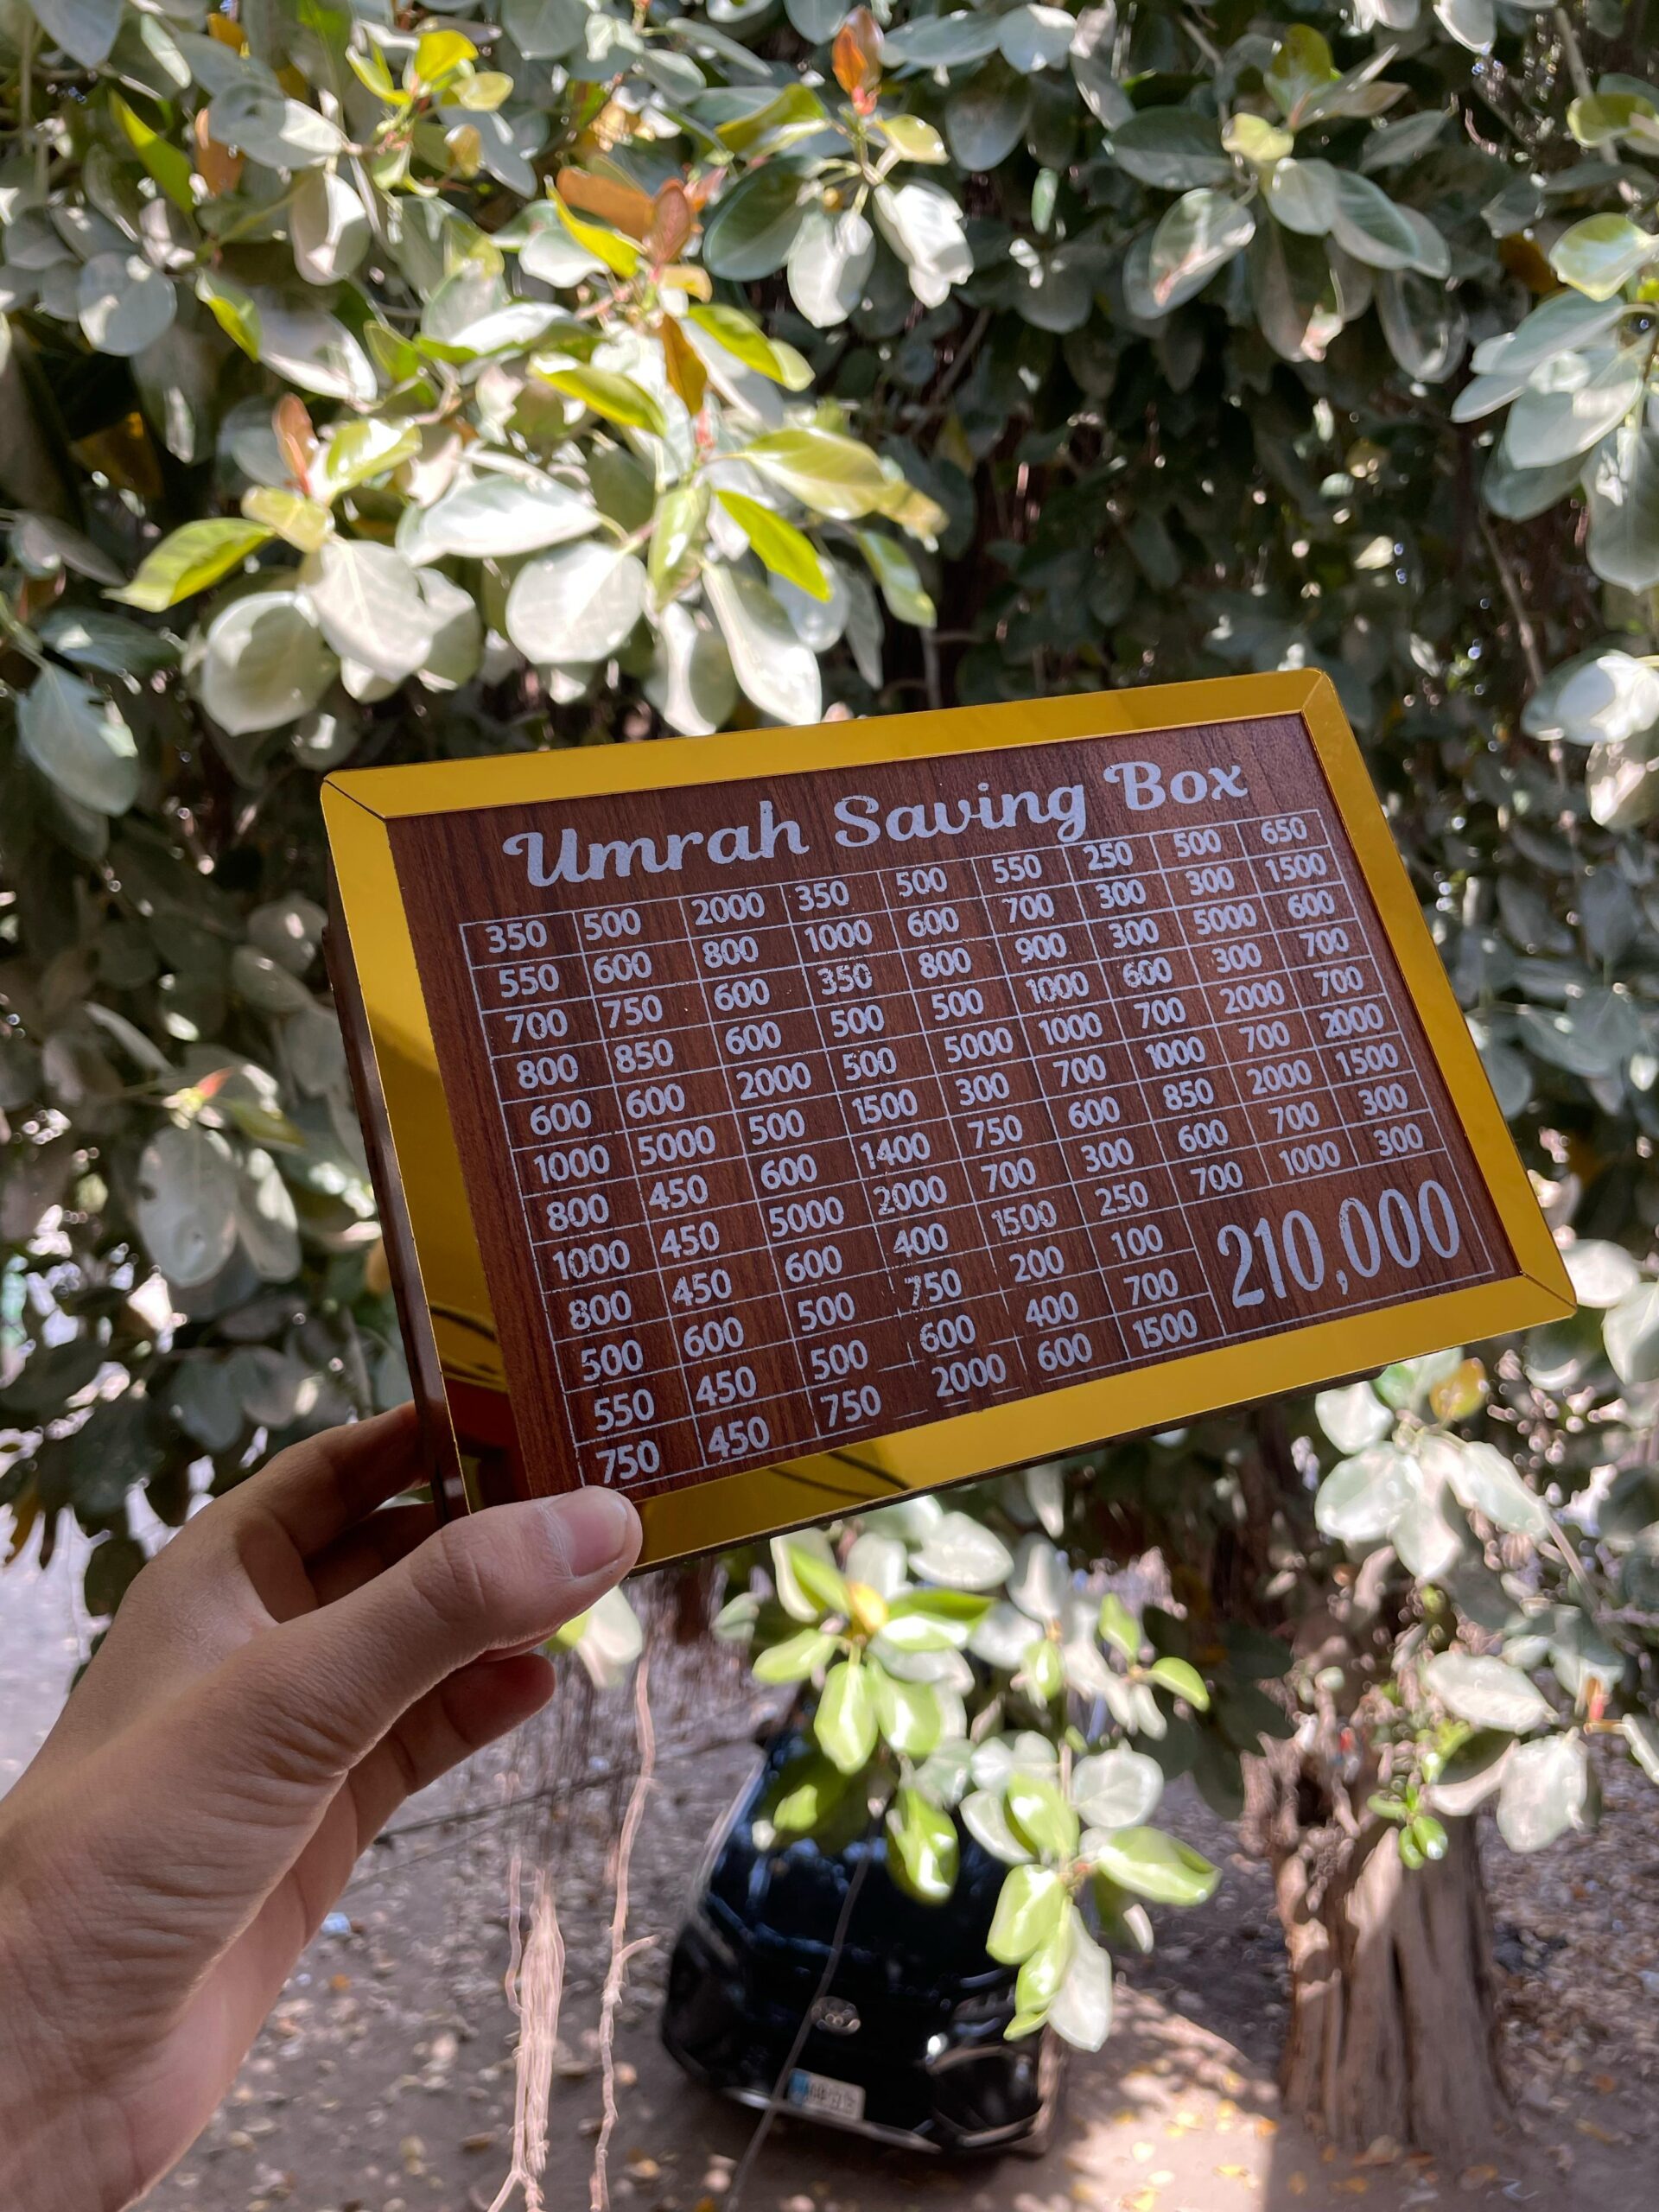 Umrah Saving Box
350 500 2000 350 500 550 250 500 650
550 600 800 1000 600 700 300 300 1500
700 750 600 350 800 900 300 5000 600
800 850 600 500 500 1000 600 300 700
600 600 2000 500 5000 1000 700 2000 700
1000 5000 500 1500 300 700 1000 700 2000
800 450 600 1400 750 600 850 2000 1500
1000 450 5000 2000 700 300 600 700 300
800 450 600 400 1500 250 700 1000 300
500 600 500 750 200 100
550 450 500 600 400 700
750 450 750 2000 600 1500
210,000